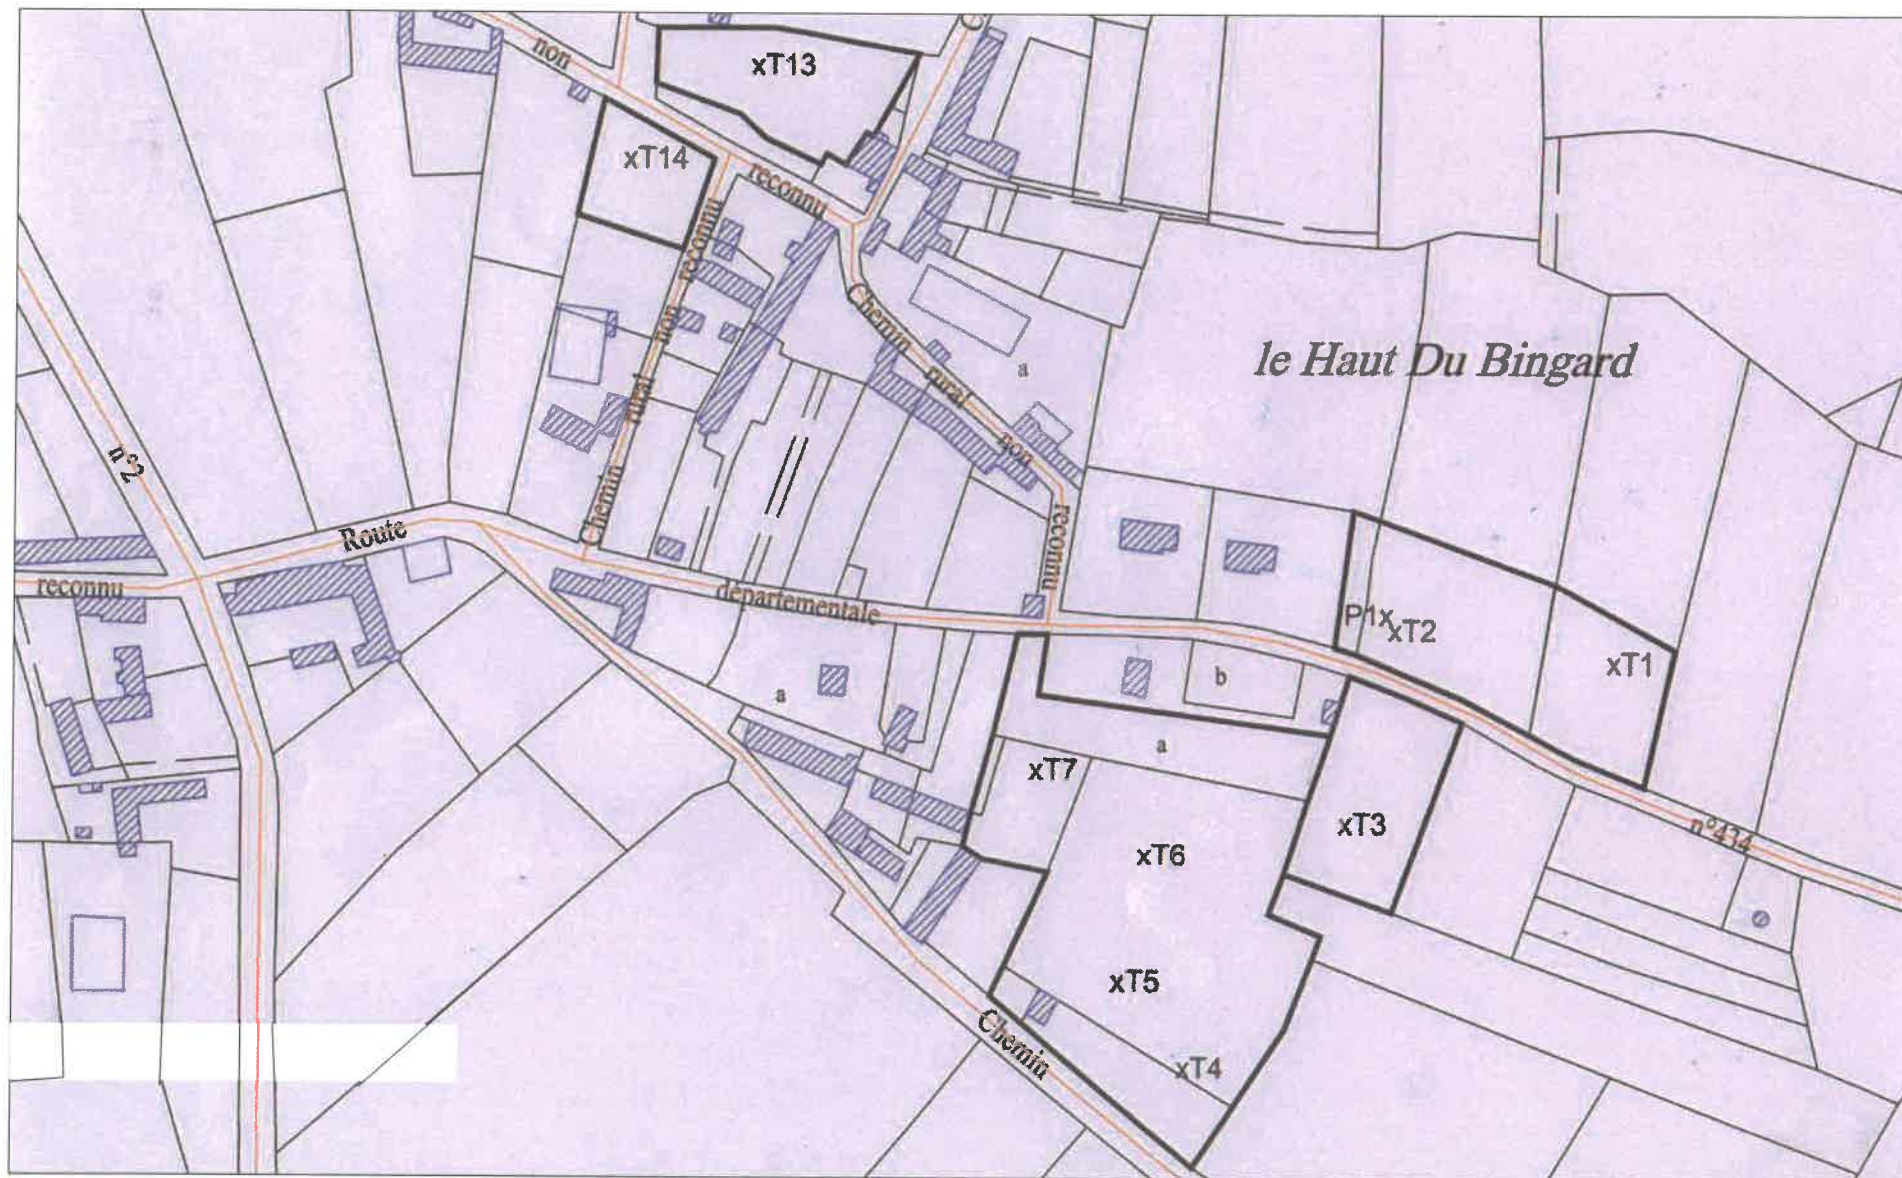 non
xT13
xT14
reconnu
Chemin rural non reconnu
Chemin rural non reconnu
a
le Haut Du Bingard
n°2
Route
départementale
reconnu
P1x
xT2
xT1
a
b
a
xT7
xT3
n°434
xT6
xT5
Chemin
xT4